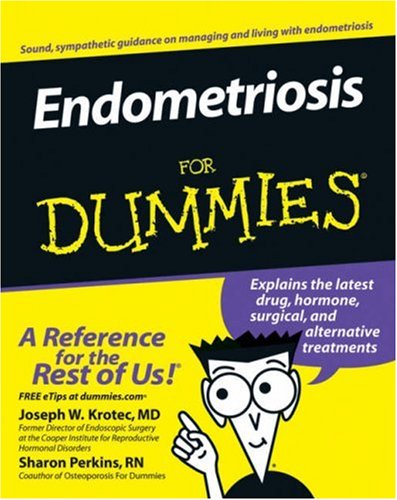 Sound, sympathetic guidance on managing and living with endometriosis
Endometriosis
FOR
DUMMIES®
Explains the latest
drug, hormone,
surgical, and
alternative
treatments
A Reference
for the
Rest of Us!®
FREE eTips at dummies.com®
Joseph W. Krotec, MD
Former Director of Endoscopic Surgery
at the Cooper Institute for Reproductive
Hormonal Disorders
Sharon Perkins, RN
Coauthor of Osteoporosis For Dummies